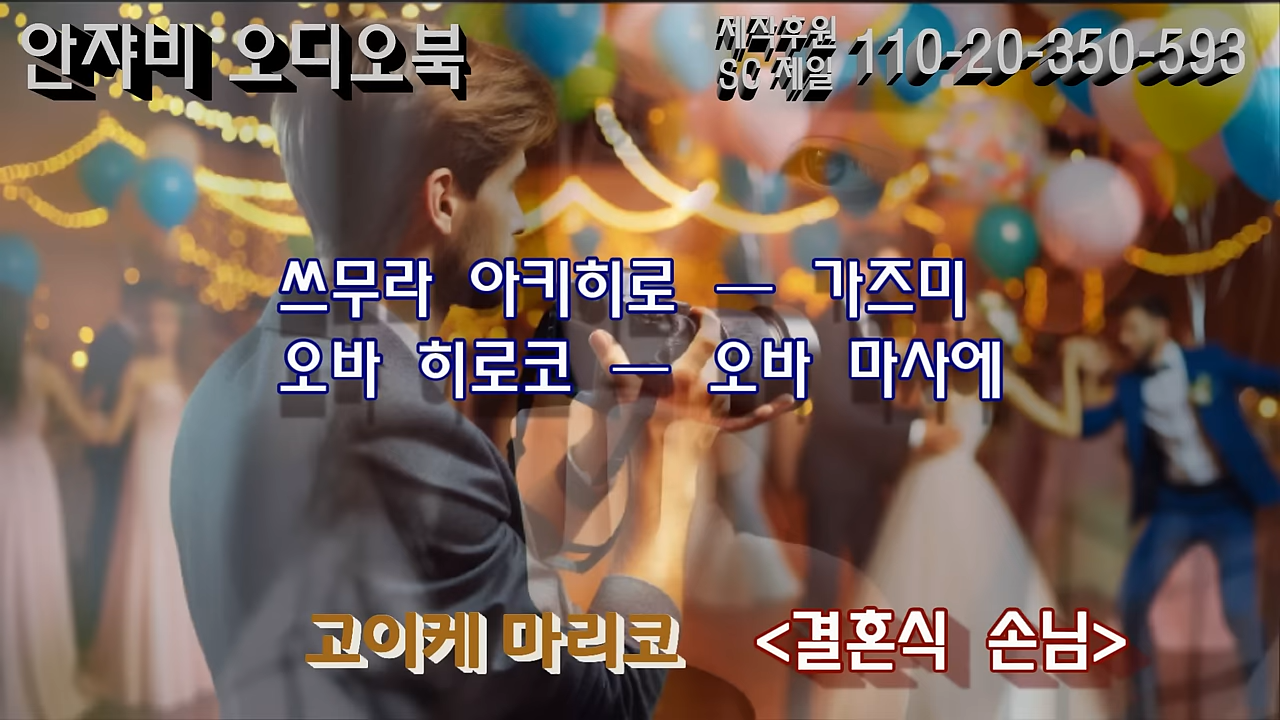 안쟈비 오디오북
제작후원
SC 제일
110-20-350-593
쓰무라 아키히로 — 가즈미
오바 히로코 — 오바 마사에
고이케 마리코 <결혼식 손님>